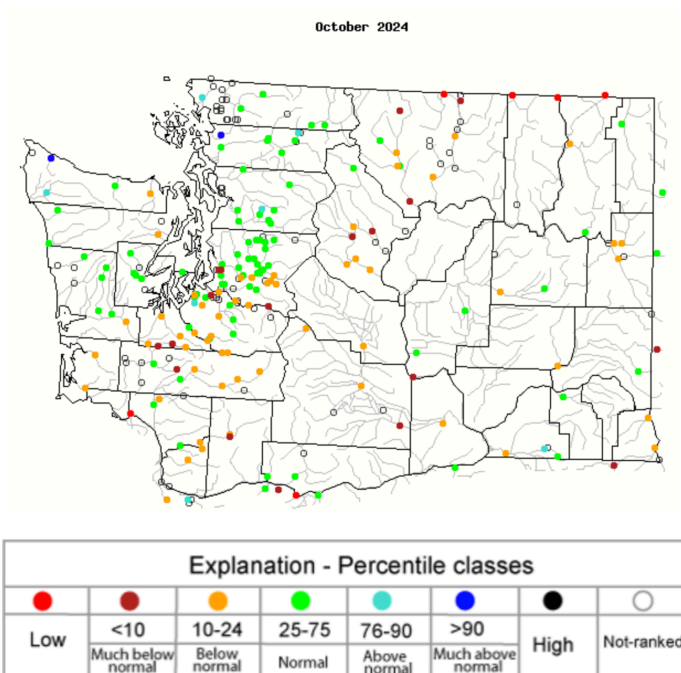 October 2024
Explanation - Percentile classes
Low <10 10-24 25-75 76-90 >90 High Not-ranked
Much below normal Below normal Normal Above normal Much above normal